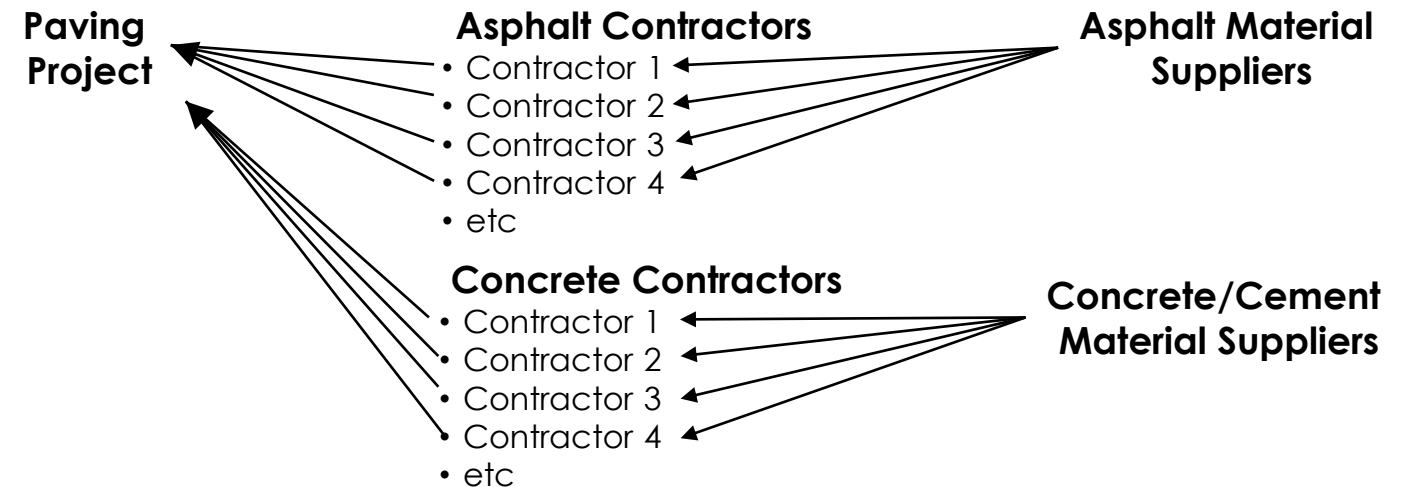 Paving
Project
Asphalt Contractors
• Contractor 1
• Contractor 2
• Contractor 3
• Contractor 4
• etc
Asphalt Material
Suppliers
Concrete Contractors
• Contractor 1
• Contractor 2
• Contractor 3
• Contractor 4
• etc
Concrete/Cement
Material Suppliers